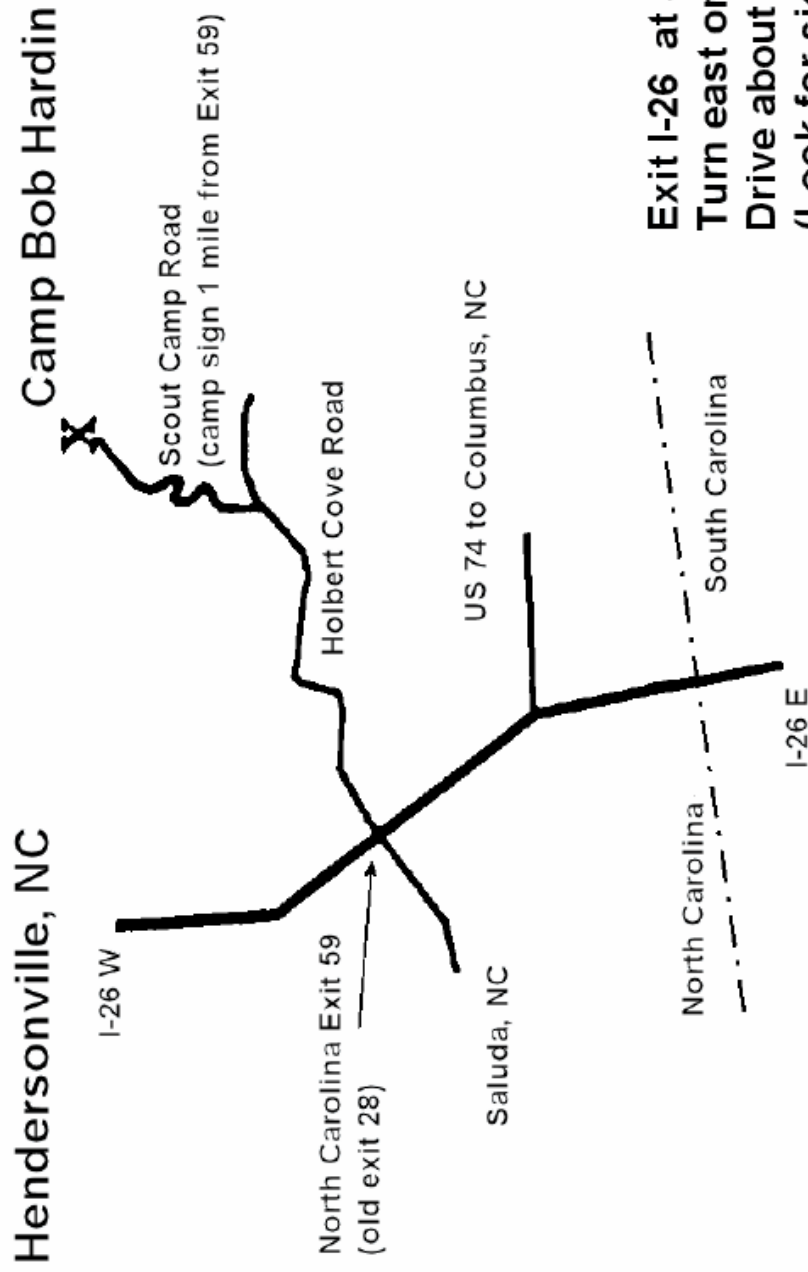 Hendersonville, NC
Camp Bob Hardin
I-26 W
Scout Camp Road
(camp sign 1 mile from Exit 59)
North Carolina Exit 59
(old exit 28)
Holbert Cove Road
Saluda, NC
US 74 to Columbus, NC
North Carolina
South Carolina
I-26 E
Exit I-26 at
Turn east on
Drive about